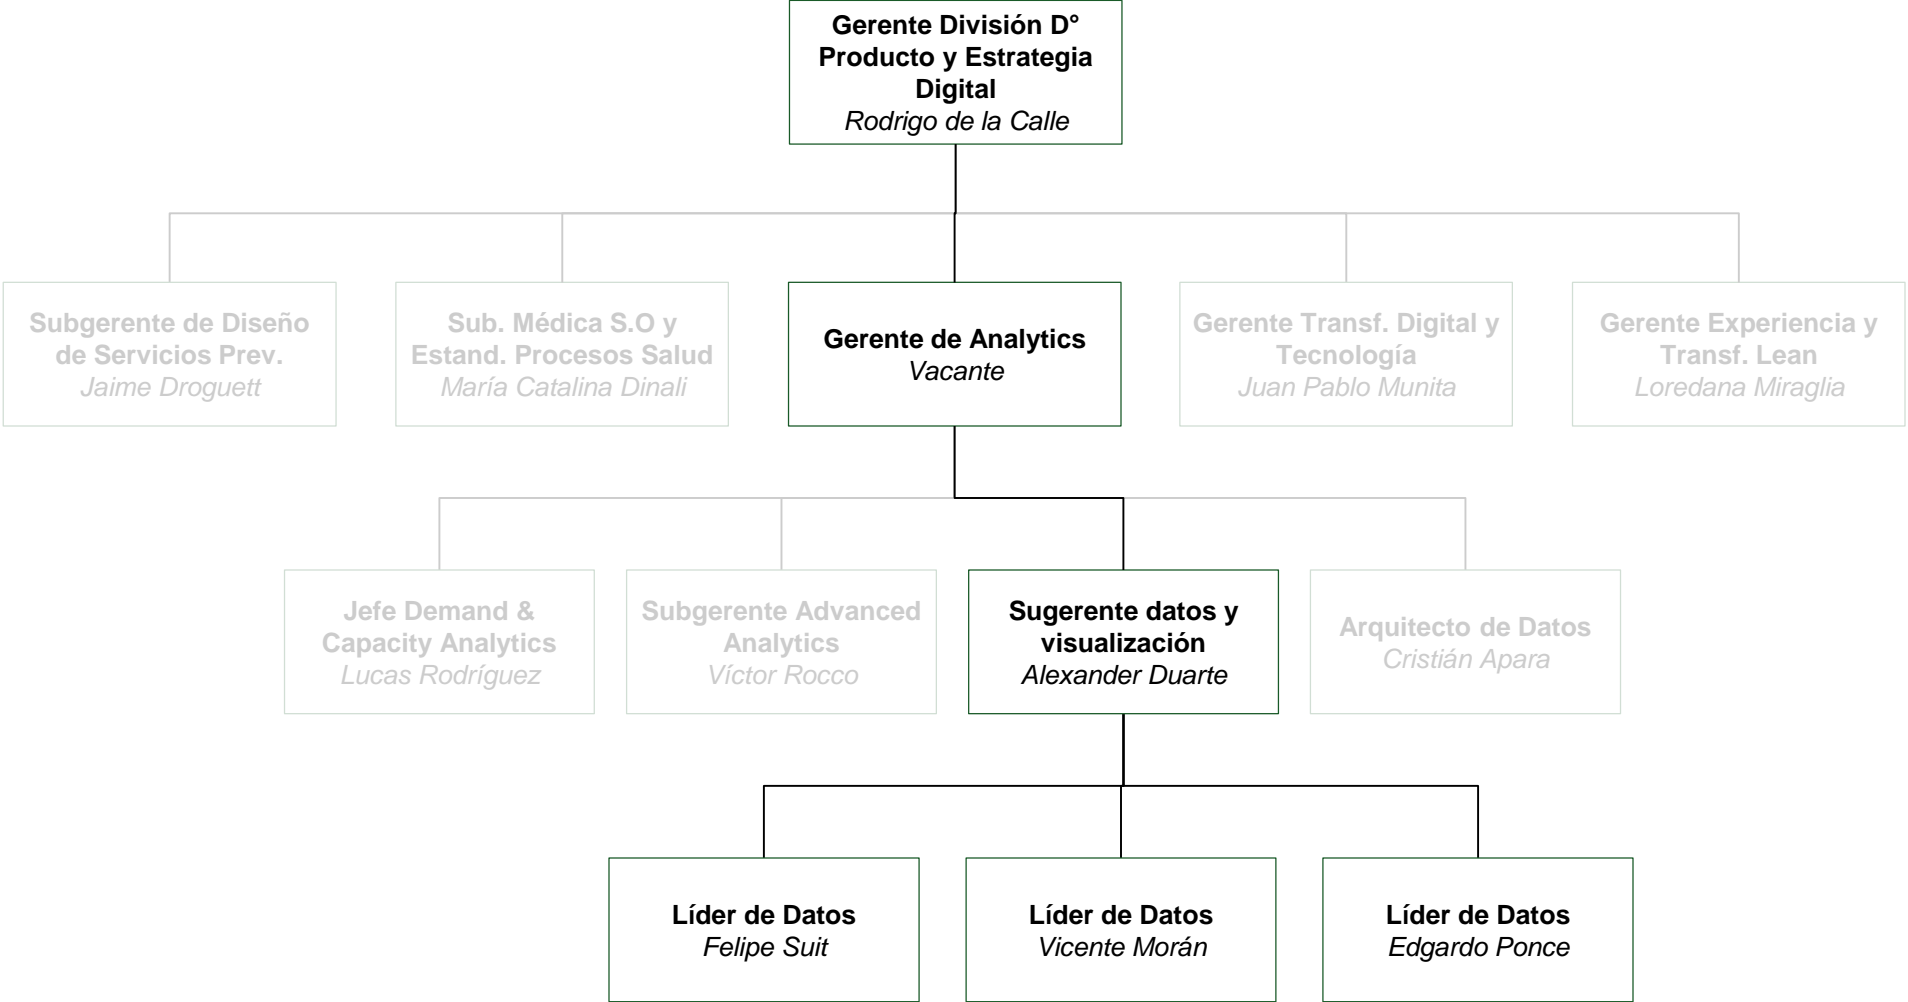 Gerente División D°
Producto y Estrategia
Digital
Rodrigo de la Calle
Subgerente de Diseño
de Servicios Prev.
Jaime Droguett
Sub. Médica S.O y
Estand. Procesos Salud
María Catalina Dinali
Gerente de Analytics
Vacante
Gerente Transf. Digital y
Tecnología
Juan Pablo Munita
Gerente Experiencia y
Transf. Lean
Loredana Miraglia
Jefe Demand &
Capacity Analytics
Lucas Rodríguez
Subgerente Advanced
Analytics
Víctor Rocco
Sugerente datos y
visualización
Alexander Duarte
Arquitecto de Datos
Cristián Apara
Líder de Datos
Felipe Suit
Líder de Datos
Vicente Morán
Líder de Datos
Edgardo Ponce